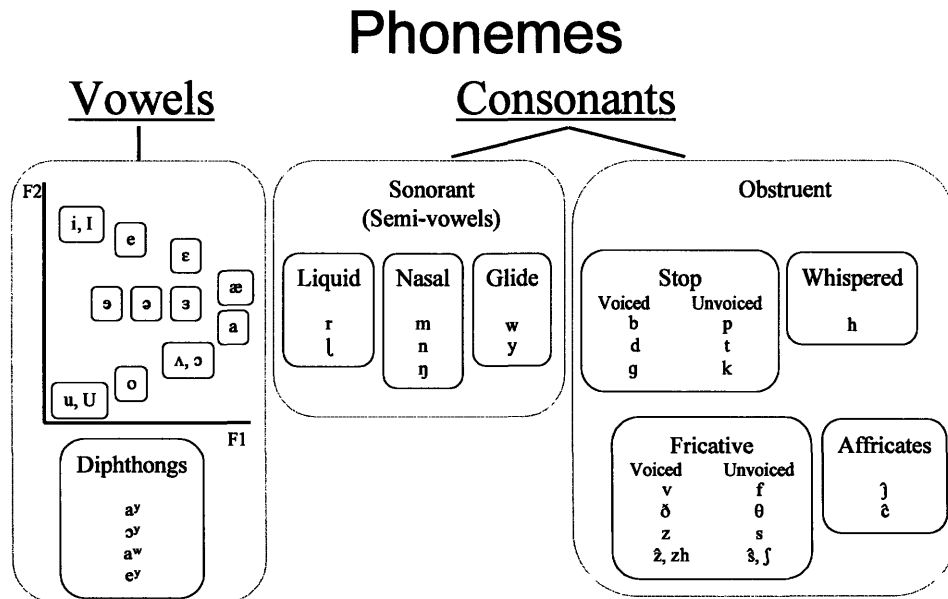 Phonemes
Vowels
Consonants
F2
i, I
e
ε
æ
ɘ
ə
ɜ
a
ʌ, ɔ
o
u, U
F1
Diphthongs
aʸ
ɔʸ
aʷ
eʸ
Sonorant
(Semi-vowels)
Liquid
r
ɭ
Nasal
m
n
ŋ
Glide
w
y
Obstruent
Stop
Voiced Unvoiced
b p
d t
g k
Whispered
h
Fricative
Voiced Unvoiced
v f
ð θ
z s
ẑ, zh ŝ, ʃ
Affricates
ĵ
ĉ